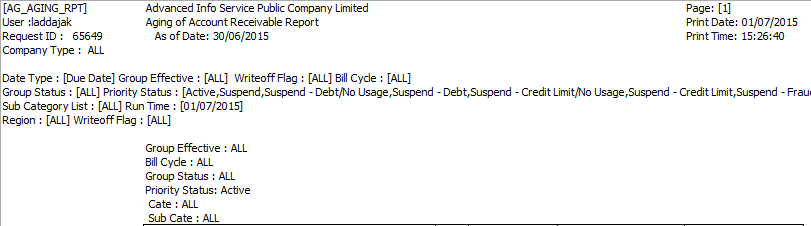 [AG_AGING_RPT] Advanced Info Service Public Company Limited Page: [1]
User :laddajak Aging of Account Receivable Report Print Date: 01/07/2015
Request ID : 65649 As of Date: 30/06/2015 Print Time: 15:26:40
Company Type : ALL
Date Type : [Due Date] Group Effective : [ALL] Writeoff Flag : [ALL] Bill Cycle : [ALL]
Group Status : [ALL] Priority Status : [Active,Suspend,Suspend - Debt/No Usage,Suspend - Debt,Suspend - Credit Limit/No Usage,Suspend - Credit Limit,Suspend - Frau
Sub Category List : [ALL] Run Time : [01/07/2015]
Region : [ALL] Writeoff Flag : [ALL]
Group Effective : ALL
Bill Cycle : ALL
Group Status : ALL
Priority Status: Active
Cate : ALL
Sub Cate : ALL